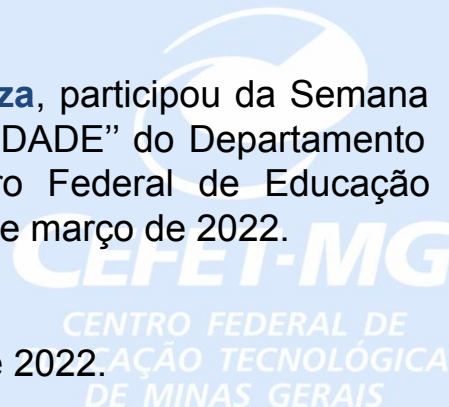 za, participou da Semana
DADE’’ do Departamento
ro Federal de Educação
e março de 2022.
CEFET-MG
CENTRO FEDERAL DE
e 2022.
EDUCAÇÃO TECNOLÓGICA
DE MINAS GERAIS